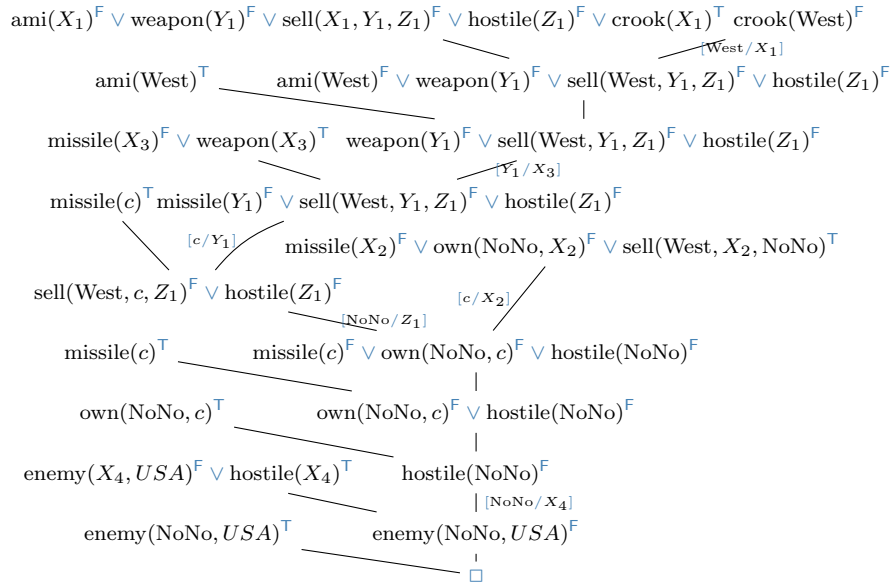 ami(X₁)ᶠ ∨ weapon(Y₁)ᶠ ∨ sell(X₁, Y₁, Z₁)ᶠ ∨ hostile(Z₁)ᶠ ∨ crook(X₁)ᵀ crook(West)ᶠ
[West/X₁]
ami(West)ᵀ ami(West)ᶠ ∨ weapon(Y₁)ᶠ ∨ sell(West, Y₁, Z₁)ᶠ ∨ hostile(Z₁)ᶠ
missile(X₃)ᶠ ∨ weapon(X₃)ᵀ weapon(Y₁)ᶠ ∨ sell(West, Y₁, Z₁)ᶠ ∨ hostile(Z₁)ᶠ
[Y₁/X₃]
missile(c)ᵀ missile(Y₁)ᶠ ∨ sell(West, Y₁, Z₁)ᶠ ∨ hostile(Z₁)ᶠ
[c/Y₁]
missile(X₂)ᶠ ∨ own(NoNo, X₂)ᶠ ∨ sell(West, X₂, NoNo)ᵀ
sell(West, c, Z₁)ᶠ ∨ hostile(Z₁)ᶠ
[c/X₂]
[NoNo/Z₁]
missile(c)ᵀ missile(c)ᶠ ∨ own(NoNo, c)ᶠ ∨ hostile(NoNo)ᶠ
own(NoNo, c)ᵀ own(NoNo, c)ᶠ ∨ hostile(NoNo)ᶠ
enemy(X₄, USA)ᶠ ∨ hostile(X₄)ᵀ hostile(NoNo)ᶠ
[NoNo/X₄]
enemy(NoNo, USA)ᵀ enemy(NoNo, USA)ᶠ
□